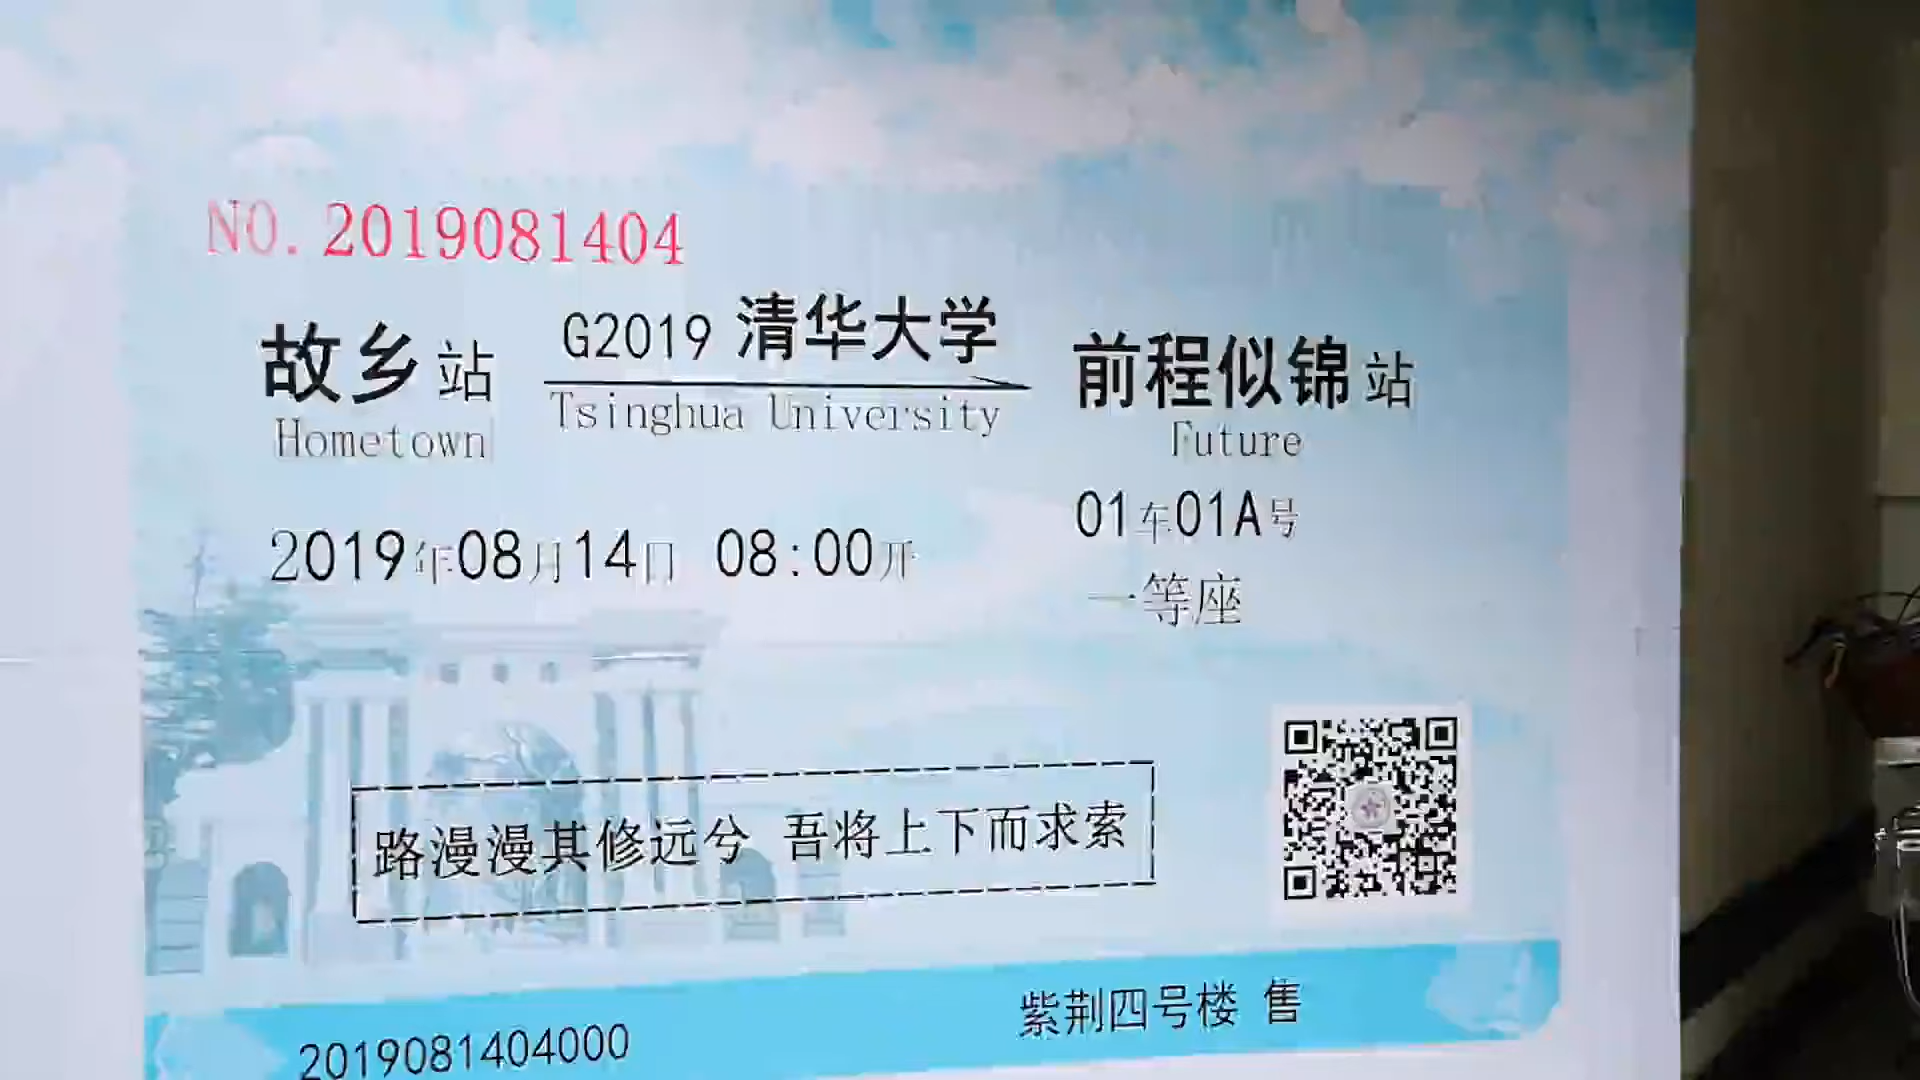 NO.2019081404
故乡站 G2019 清华大学 前程似锦站
Hometown Tsinghua University Future
2019年08月14日 08:00开 01车01A号
一等座
路漫漫其修远兮 吾将上下而求索
紫荆四号楼 售
2019081404000